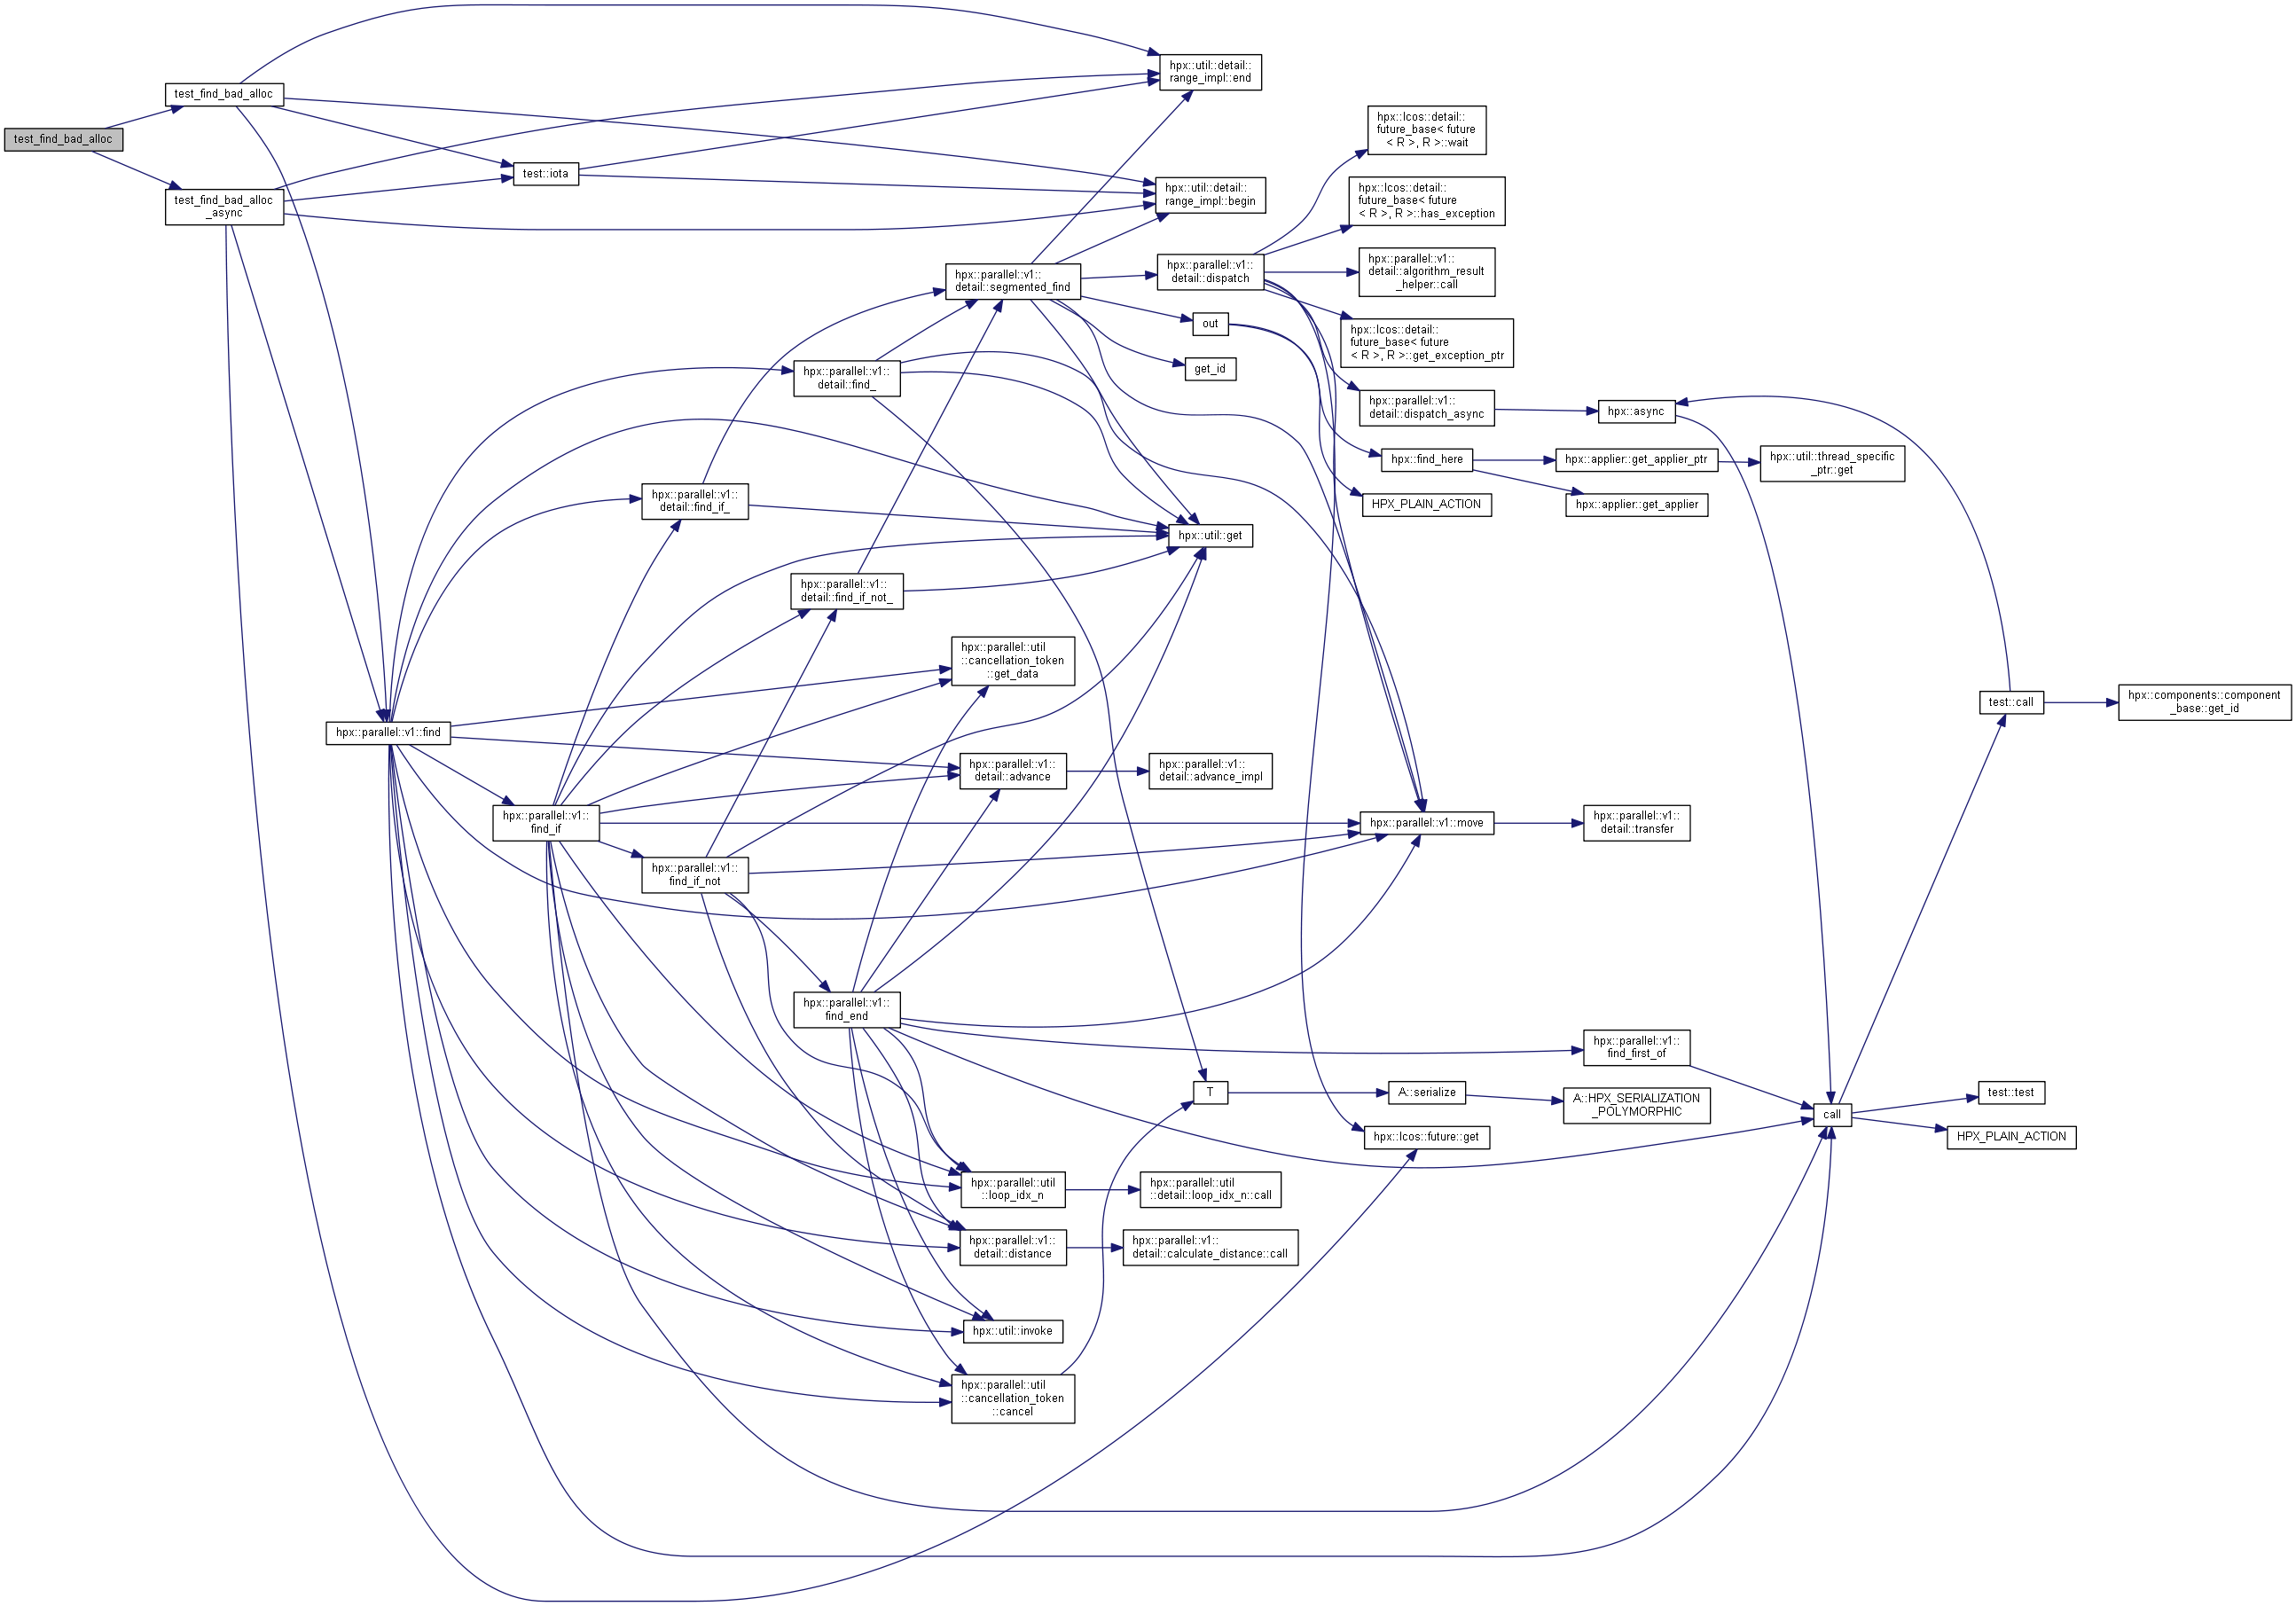 test_find_bad_alloc
test_find_bad_alloc
test_find_bad_alloc
_async
test::iota
hpx::util::detail::
range_impl::end
hpx::util::detail::
range_impl::begin
hpx::parallel::v1::find
hpx::parallel::v1::
find_if
hpx::parallel::v1::
detail::find_if_
hpx::parallel::v1::
find_if_not
hpx::parallel::v1::
detail::find_
hpx::parallel::v1::
detail::find_if_not_
hpx::parallel::v1::
find_end
hpx::parallel::v1::
detail::segmented_find
hpx::parallel::util
::cancellation_token
::get_data
hpx::parallel::v1::
detail::advance
hpx::parallel::v1::
detail::advance_impl
hpx::parallel::util
::loop_idx_n
hpx::parallel::util
::detail::loop_idx_n::call
hpx::parallel::v1::
detail::distance
hpx::parallel::v1::
detail::calculate_distance::call
hpx::util::invoke
hpx::parallel::util
::cancellation_token
::cancel
hpx::parallel::v1::
detail::dispatch
out
get_id
hpx::util::get
T
hpx::lcos::detail::
future_base< future
< R >, R >::wait
hpx::lcos::detail::
future_base< future
< R >, R >::has_exception
hpx::parallel::v1::
detail::algorithm_result
_helper::call
hpx::lcos::detail::
future_base< future
< R >, R >::get_exception_ptr
hpx::parallel::v1::
detail::dispatch_async
hpx::find_here
HPX_PLAIN_ACTION
hpx::parallel::v1::move
A::serialize
hpx::lcos::future::get
hpx::async
hpx::applier::get_applier_ptr
hpx::applier::get_applier
hpx::util::thread_specific
_ptr::get
hpx::parallel::v1::
detail::transfer
hpx::parallel::v1::
find_first_of
A::HPX_SERIALIZATION
_POLYMORPHIC
call
test::call
test::test
HPX_PLAIN_ACTION
hpx::components::component
_base::get_id